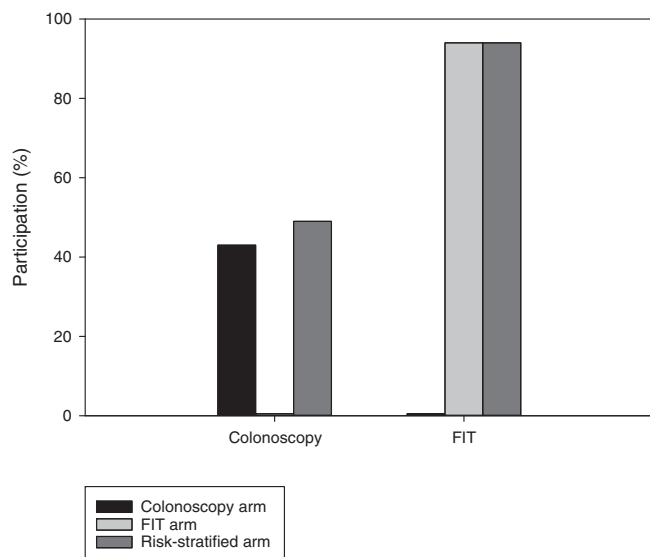 Participation (%)
100
80
60
40
20
0
Colonoscopy
FIT
Colonoscopy arm
FIT arm
Risk-stratified arm